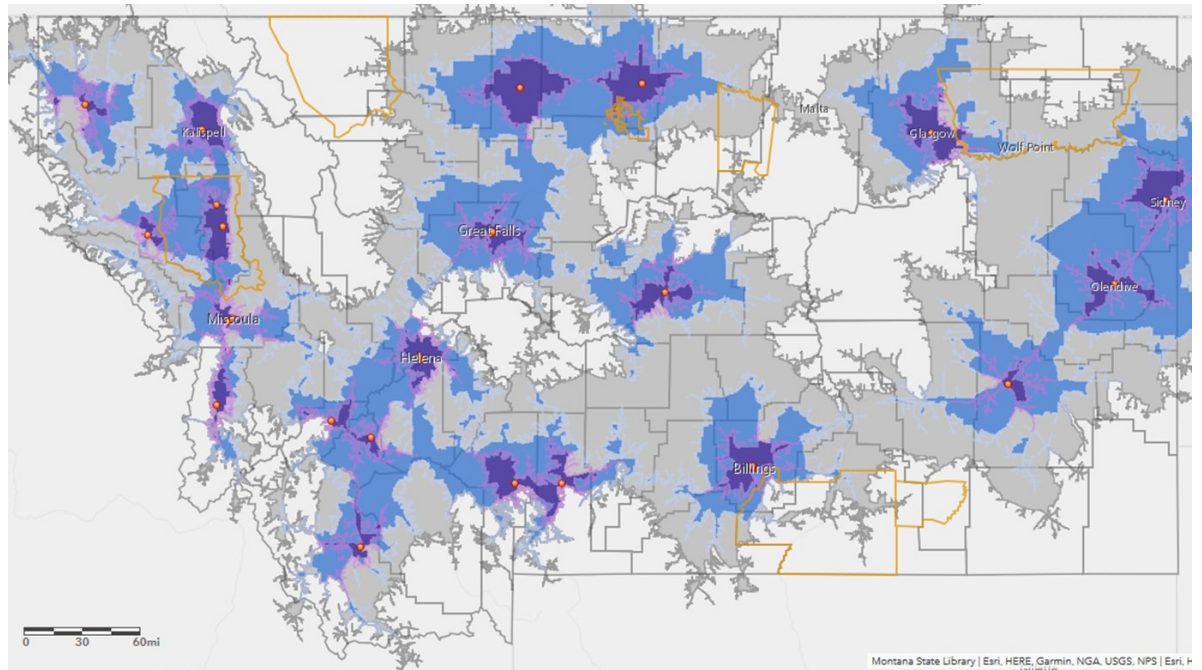 Malta
Kalispell
Glasgow
Wolf Point
Sidney
Great Falls
Glendive
Missoula
Helena
Billings
0 30 60mi
Montana State Library | Esri, HERE, Garmin, NGA, USGS, NPS | Esri, H